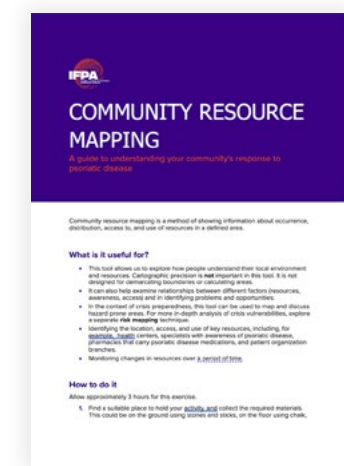 IFPA
COMMUNITY RESOURCE
MAPPING
A guide to understanding your community's response to
psoriatic disease
Community resource mapping is a method of showing information about occurrence,
distribution, access to, and use of resources in a defined area.
What is it useful for?
• This tool allows us to explore how people understand their local environment
and resources. Cartographic precision is not important in this tool. It is not
designed for demarcating boundaries or calculating areas.
• It can also help examine relationships between different factors (resources,
awareness, access) and in identifying problems and opportunities.
• In the context of crisis preparedness, this tool can be used to map and discuss
hazard prone areas. For more in-depth analysis of crisis vulnerabilities, explore
a separate risk mapping technique.
• Identifying the location, access, and use of key resources, including, for
example, health centers, specialists with awareness of psoriatic disease,
pharmacies that carry psoriatic disease medications, and patient organization
branches.
• Monitoring changes in resources over a period of time.
How to do it
Allow approximately 3 hours for this exercise.
1. Find a suitable place to hold your activity and collect the required materials.
This could be on the ground using stones and sticks, on the floor using chalk,